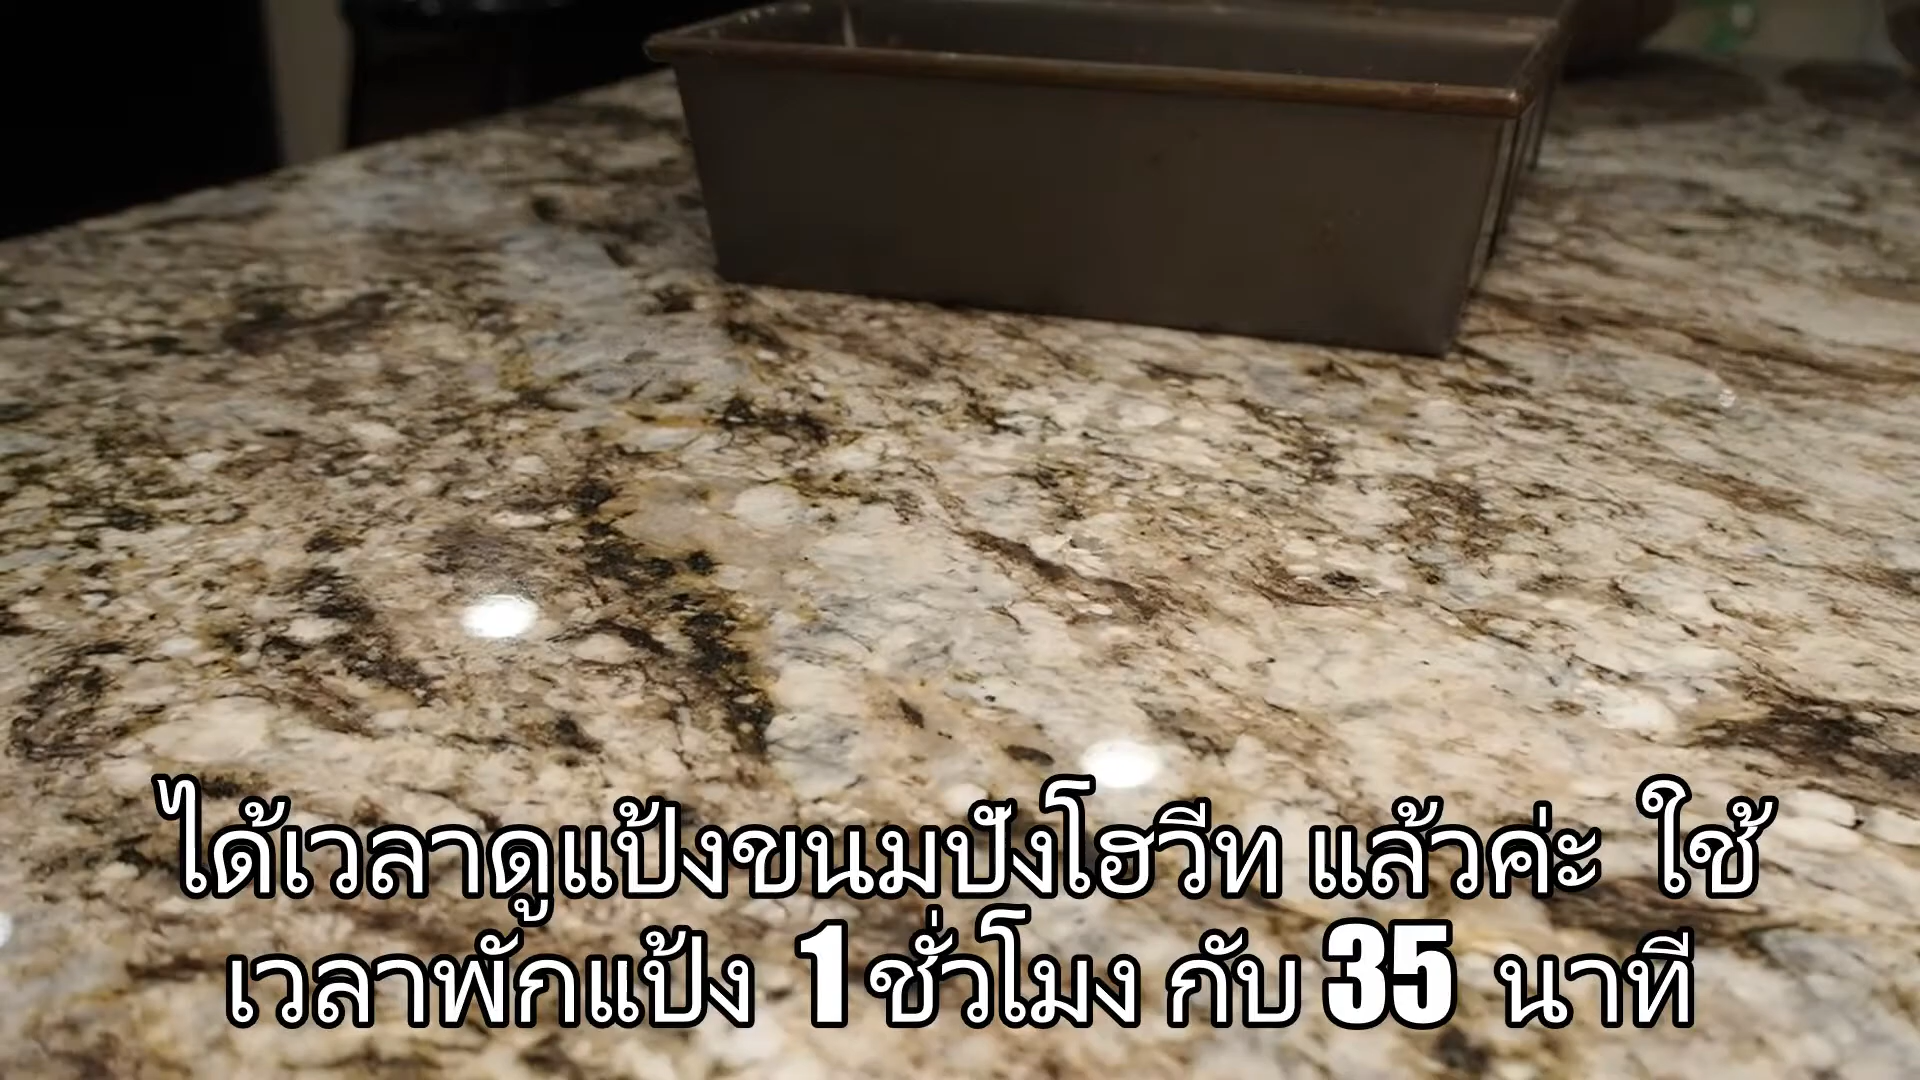 ได้เวลาดูแป้งขนมปังโฮวีท แล้วค่ะ ใช้
เวลาพักแป้ง 1 ชั่วโมง กับ 35 นาที